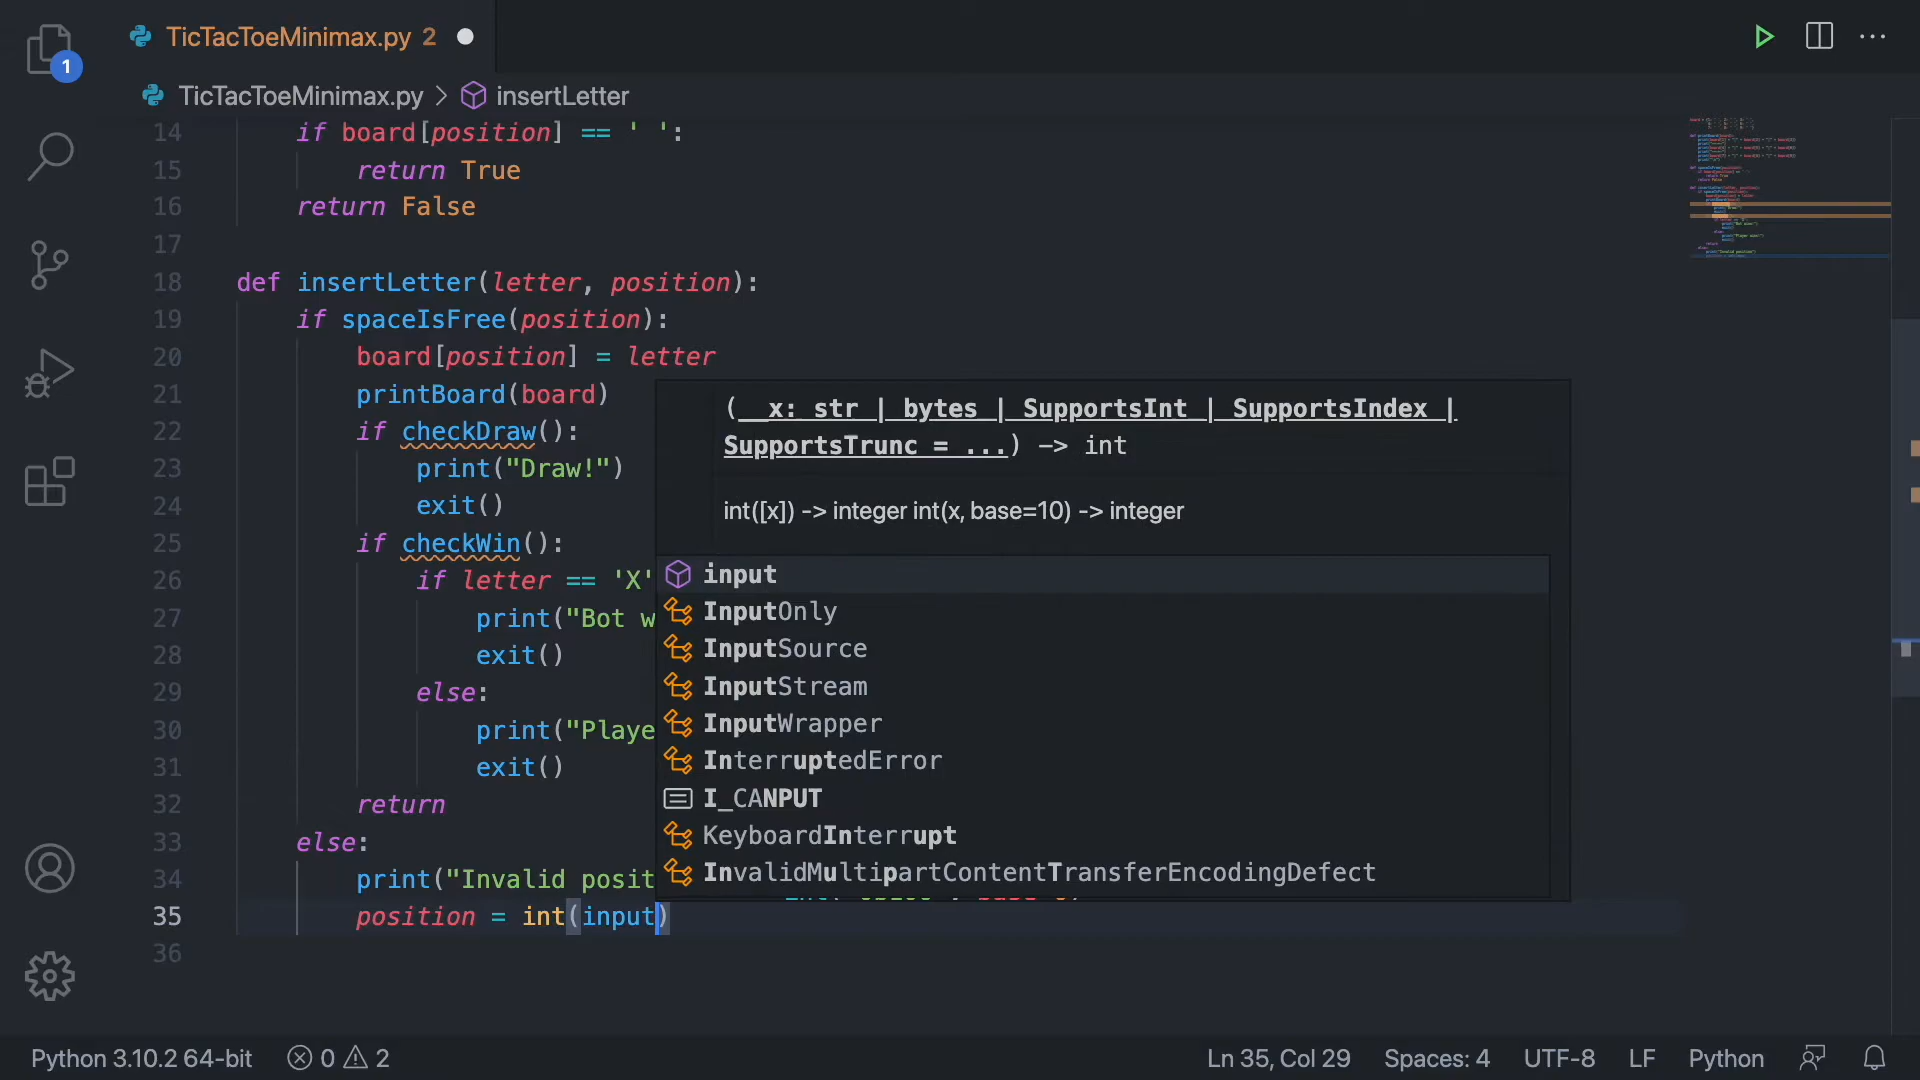 TicTacToeMinimax.py 2
1
TicTacToeMinimax.py > insertLetter
14 if board[position] == ' ':
15 return True
16 return False
17
18 def insertLetter(letter, position):
19 if spaceIsFree(position):
20 board[position] = letter
21 printBoard(board)
22 if checkDraw():
23 print("Draw!")
24 exit()
25 if checkWin():
26 if letter == 'X'
27 print("Bot w
28 exit()
29 else:
30 print("Playe
31 exit()
32 return
33 else:
34 print("Invalid posit
35 position = int(input)
36
(__x: str | bytes | SupportsInt | SupportsIndex |
SupportsTrunc = ...) -> int
int([x]) -> integer int(x, base=10) -> integer
input
InputOnly
InputSource
InputStream
InputWrapper
InterruptedError
I_CANPUT
KeyboardInterrupt
InvalidMultipartContentTransferEncodingDefect
Python 3.10.2 64-bit 0 2 Ln 35, Col 29 Spaces: 4 UTF-8 LF Python